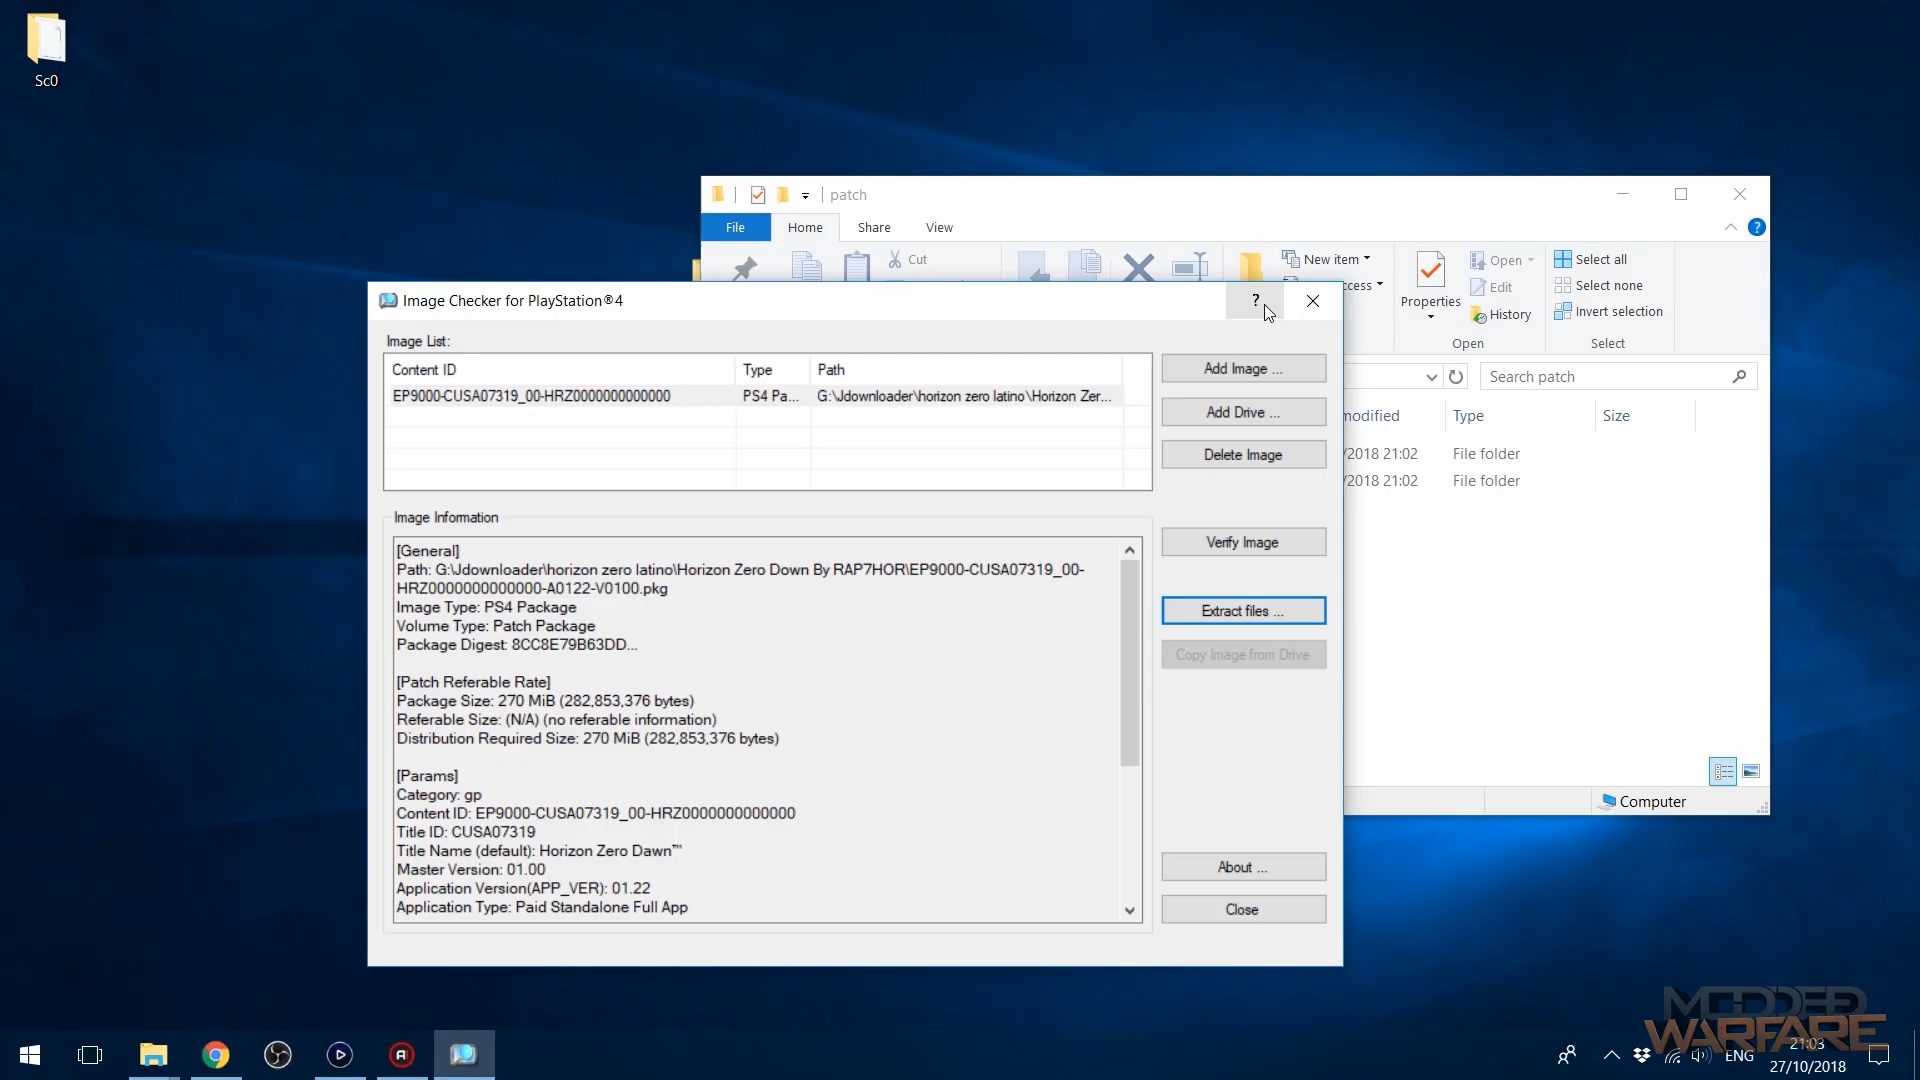 Sc0
patch
File
Home
Share
View
Cut
New item
ccess
Properties
Open
Edit
History
Open
Select all
Select none
Invert selection
Select
Image Checker for PlayStation®4
?
Image List:
Content ID
Type
Path
EP9000-CUSA07319_00-HRZ0000000000000
PS4 Pa...
G:\Jdownloader\horizon zero latino\Horizon Zer...
Add Image ...
Add Drive ...
Delete Image
Search patch
modified
Type
Size
/2018 21:02
File folder
/2018 21:02
File folder
Image Information
[General]
Path: G:\Jdownloader\horizon zero latino\Horizon Zero Down By RAP7HOR\EP9000-CUSA07319_00-
HRZ0000000000000-A0122-V0100.pkg
Image Type: PS4 Package
Volume Type: Patch Package
Package Digest: 8CC8E79B63DD...
[Patch Referable Rate]
Package Size: 270 MiB (282,853,376 bytes)
Referable Size: (N/A) (no referable information)
Distribution Required Size: 270 MiB (282,853,376 bytes)
[Params]
Category: gp
Content ID: EP9000-CUSA07319_00-HRZ0000000000000
Title ID: CUSA07319
Title Name (default): Horizon Zero Dawn™
Master Version: 01.00
Application Version(APP_VER): 01.22
Application Type: Paid Standalone Full App
Verify Image
Extract files ...
Copy Image from Drive
About ...
Close
Computer
MODDED
WARFARE
ENG
21:03
27/10/2018